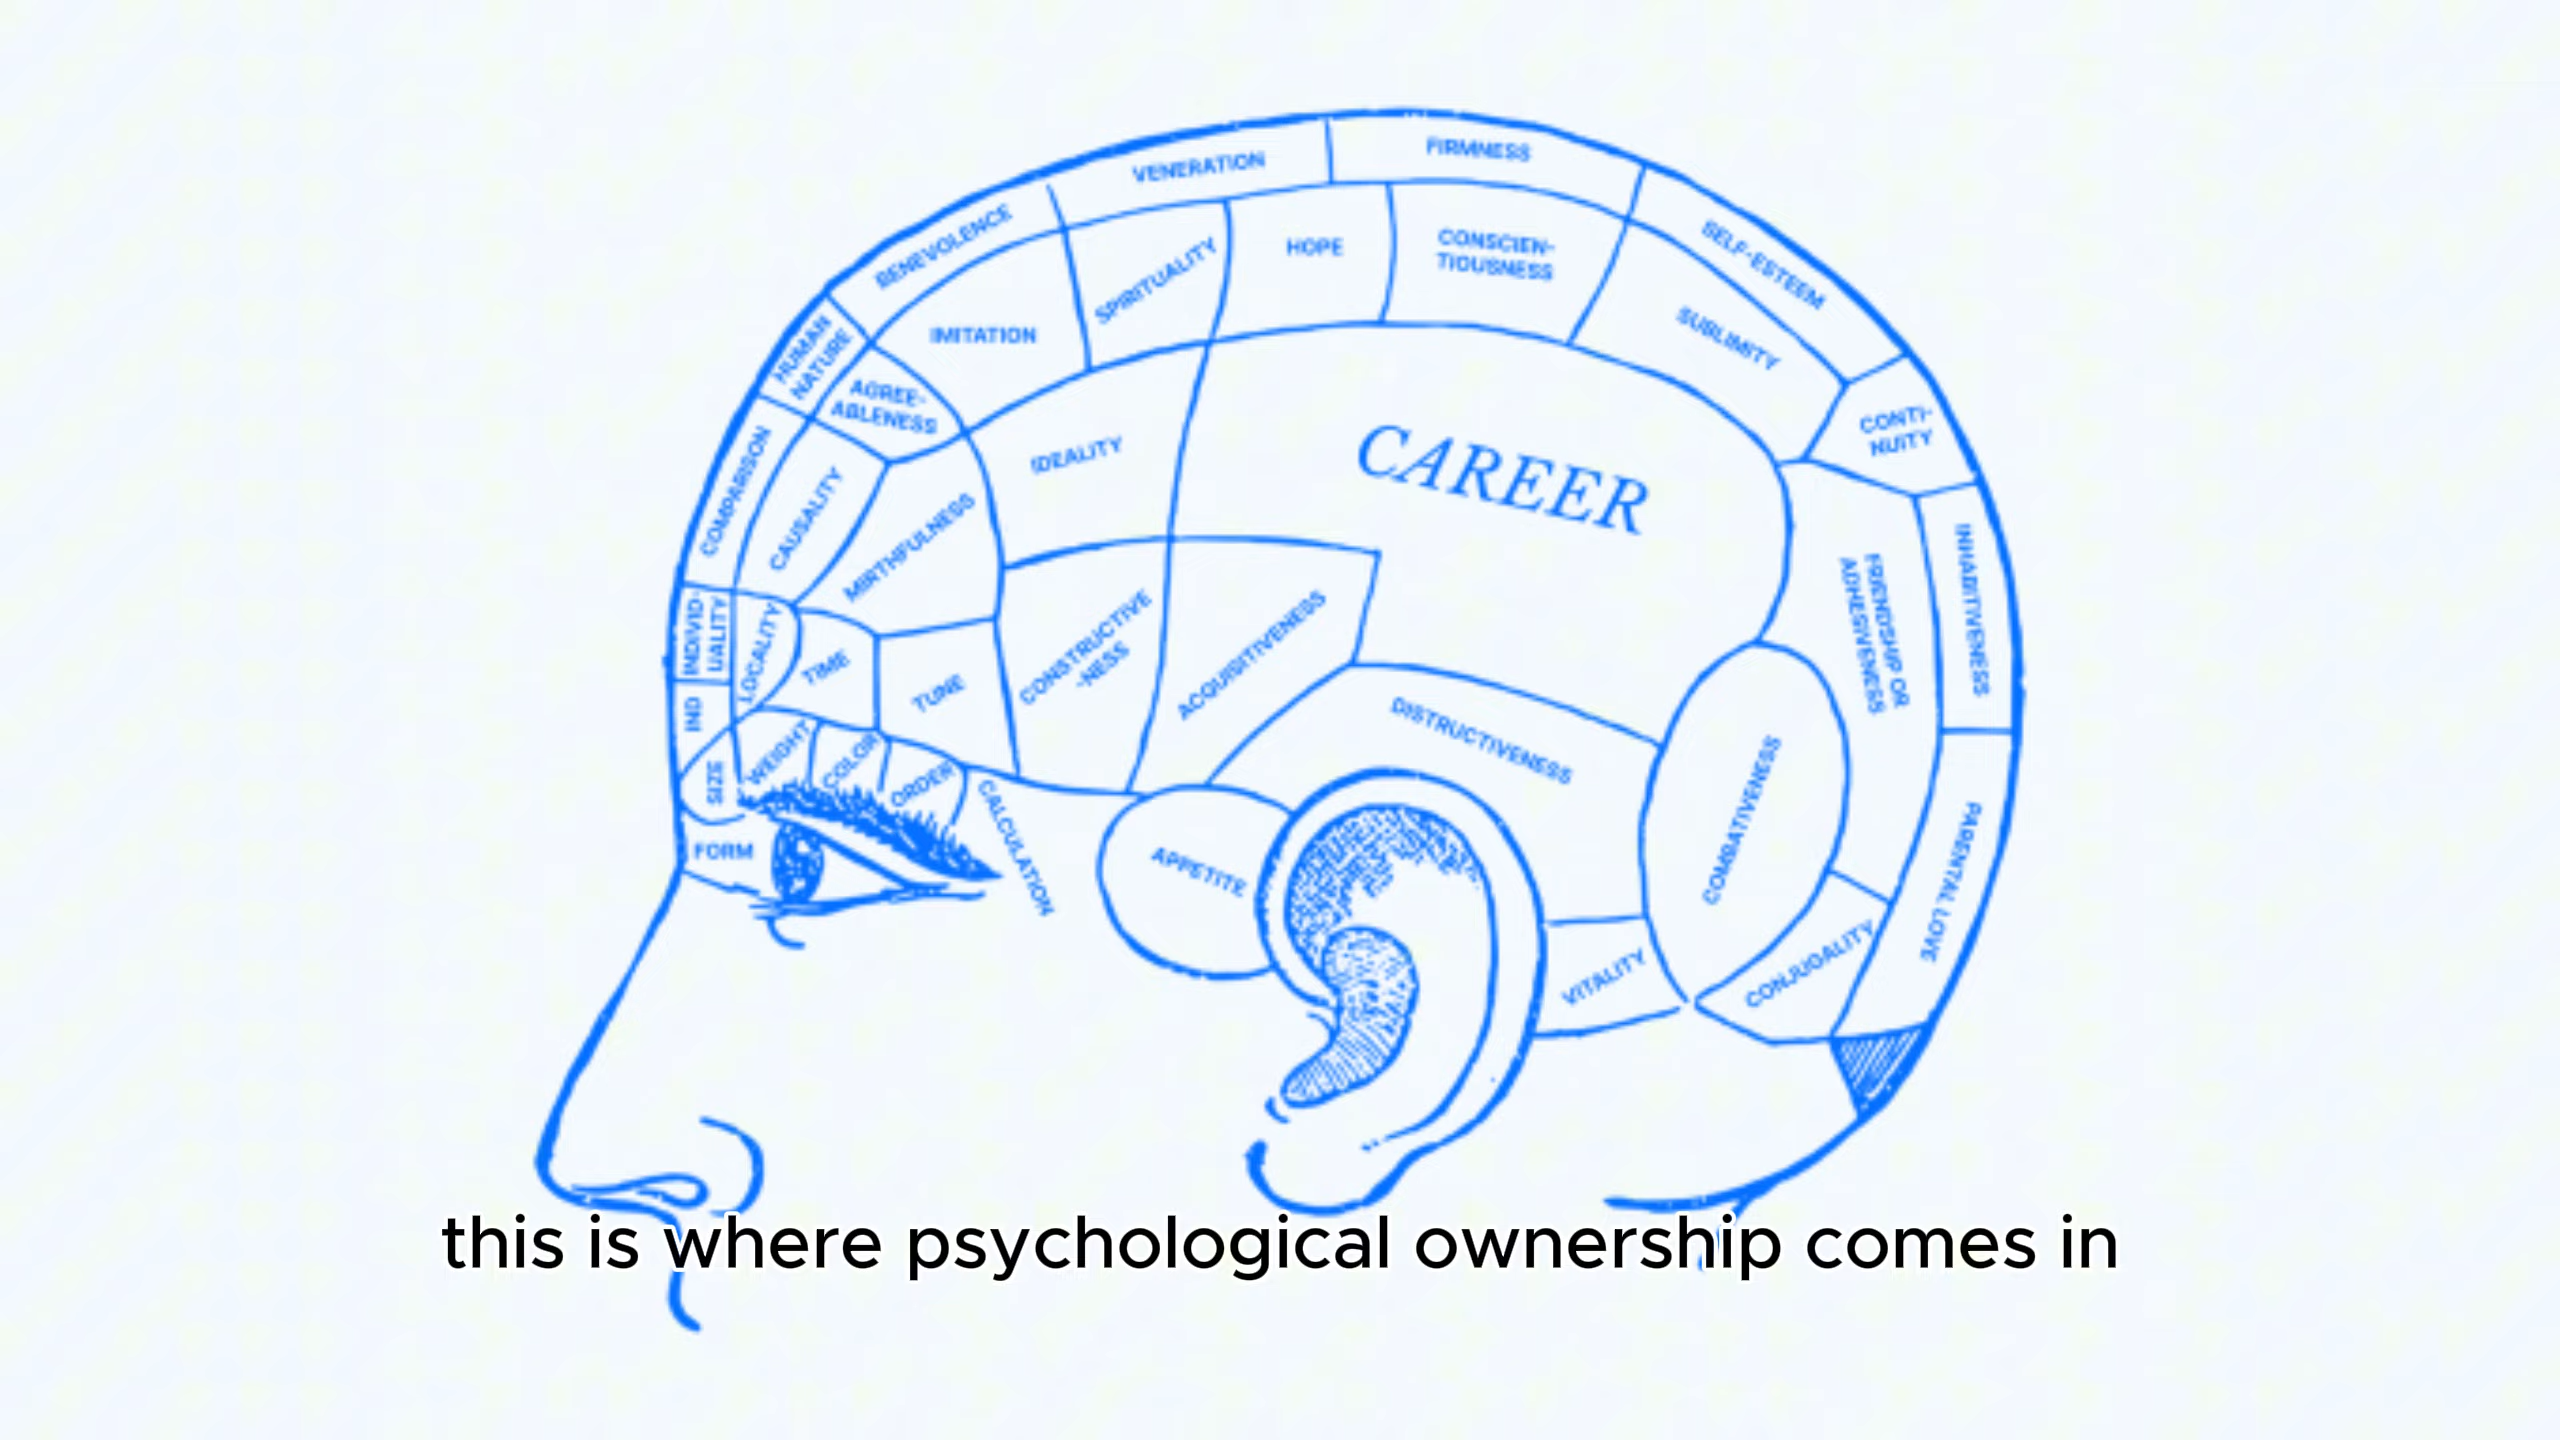 VENERATION
FIRMNESS
BENEVOLENCE
SPIRITUALITY
HOPE
CONSCIEN-
TIOUSNESS
SELF-ESTEEM
SUBLIMITY
HUMAN
NATURE
IMITATION
AGREE-
ABLENESS
CONTI-
NUITY
COMPARISON
CAUSALITY
MIRTHFULNESS
IDEALITY
CAREER
FRIENDSHIP OR
ADHESIVENESS
INHABITIVENESS
INDIVID-
UALITY
LOCALITY
TIME
TUNE
CONSTRUCTIVE
-NESS
ACQUISITIVENESS
DISTRUCTIVENESS
COMBATIVENESS
IND
SIZE
WEIGHT
COLOR
ORDER
CALCULATION
FORM
APPETITE
VITALITY
CONJUGALITY
PARENTAL LOVE
this is where psychological ownership comes in